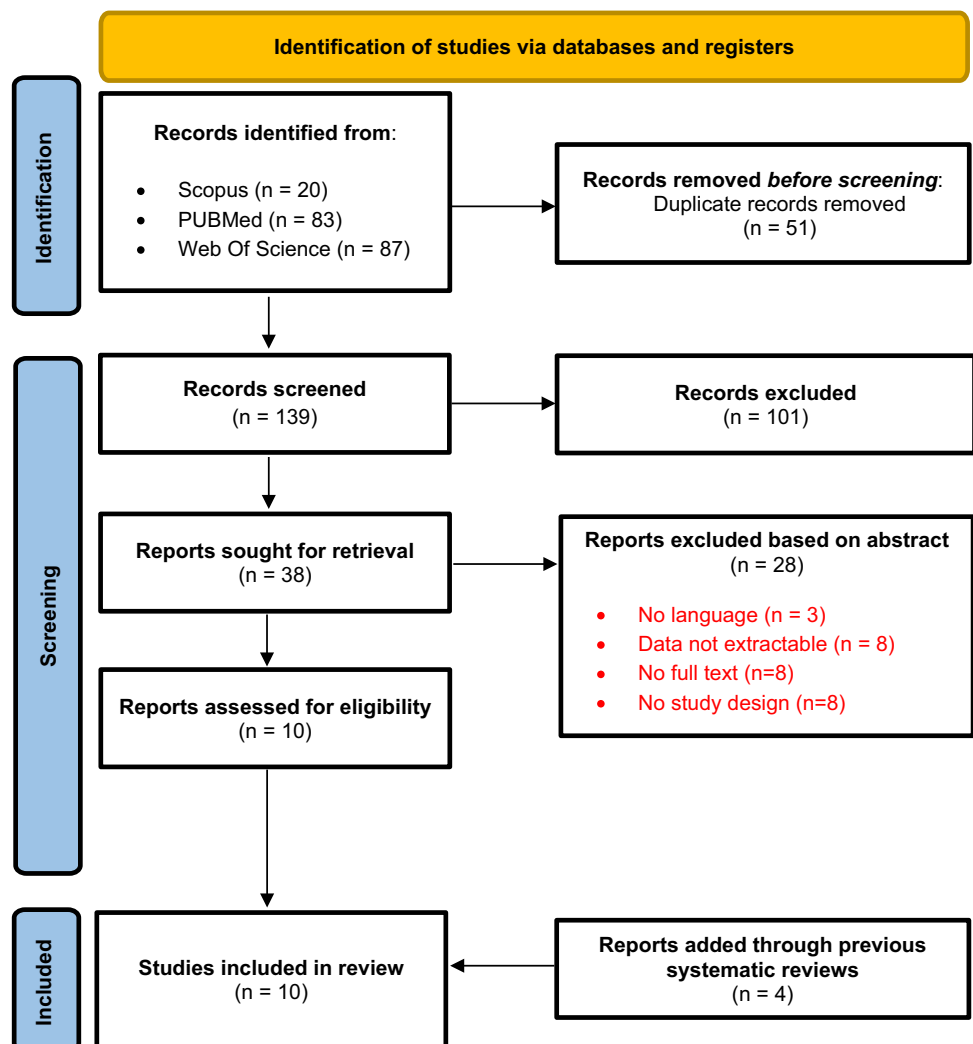 Identification of studies via databases and registers
Identification
Records identified from:
• Scopus (n = 20)
• PUBMed (n = 83)
• Web Of Science (n = 87)
Records removed before screening:
Duplicate records removed
(n = 51)
Screening
Records screened
(n = 139)
Records excluded
(n = 101)
Reports sought for retrieval
(n = 38)
Reports excluded based on abstract
(n = 28)
• No language (n = 3)
• Data not extractable (n = 8)
• No full text (n=8)
• No study design (n=8)
Reports assessed for eligibility
(n = 10)
Included
Studies included in review
(n = 10)
Reports added through previous
systematic reviews
(n = 4)